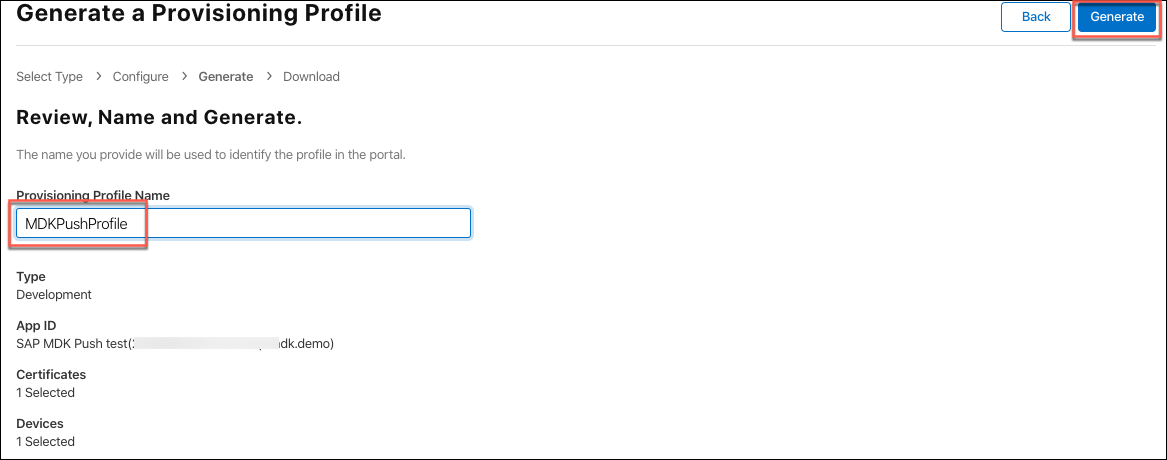 Generate a Provisioning Profile
Back
Generate
Select Type > Configure > Generate > Download
Review, Name and Generate.
The name you provide will be used to identify the profile in the portal.
Provisioning Profile Name
MDKPushProfile
Type
Development
App ID
SAP MDK Push test( dk.demo)
Certificates
1 Selected
Devices
1 Selected